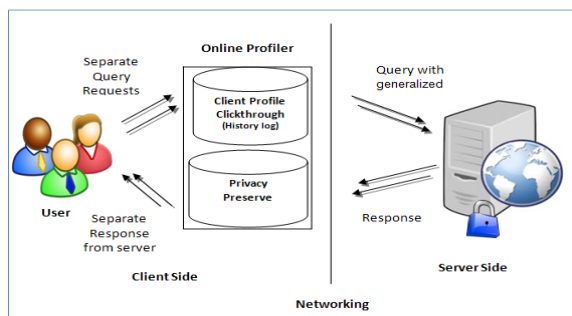 Separate
Query
Requests
Online Profiler
Client Profile
Clickthrough
(History log)
Privacy
Preserve
User
Separate
Response
from server
Client Side
Query with
generalized
Response
Server Side
Networking